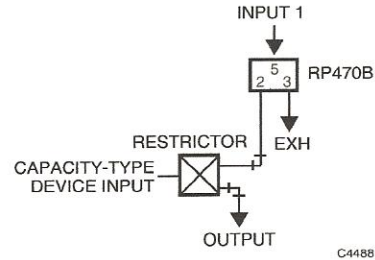 INPUT 1
5
2 3
RP470B
EXH
RESTRICTOR
CAPACITY-TYPE
DEVICE INPUT
OUTPUT
C4488